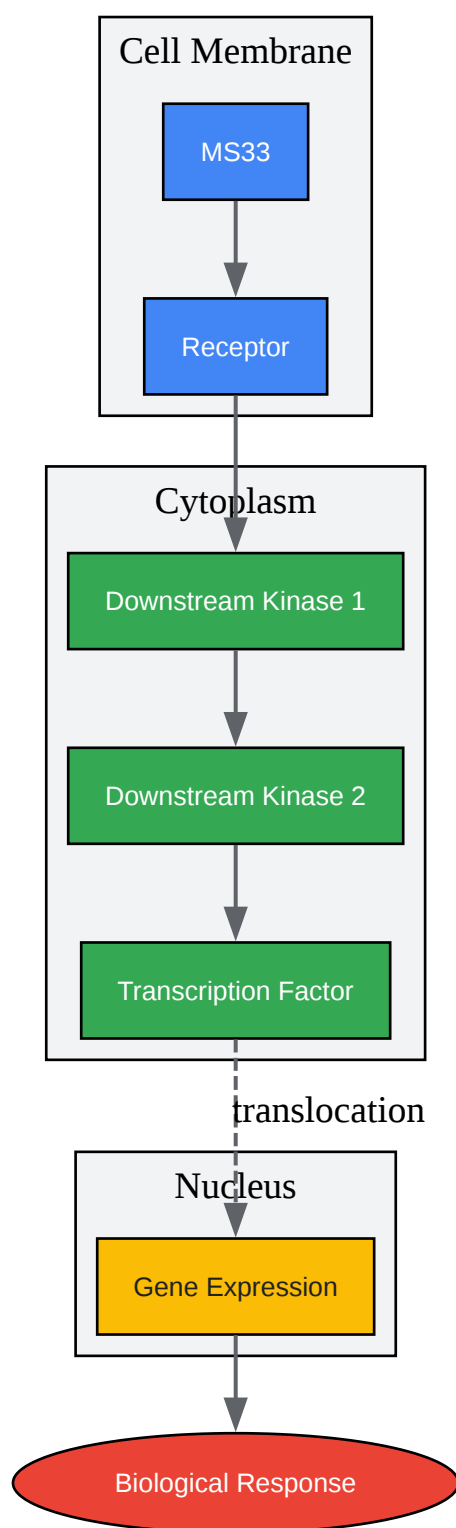 Cell Membrane
MS33
Receptor
Cytoplasm
Downstream Kinase 1
Downstream Kinase 2
Transcription Factor
translocation
Nucleus
Gene Expression
Biological Response